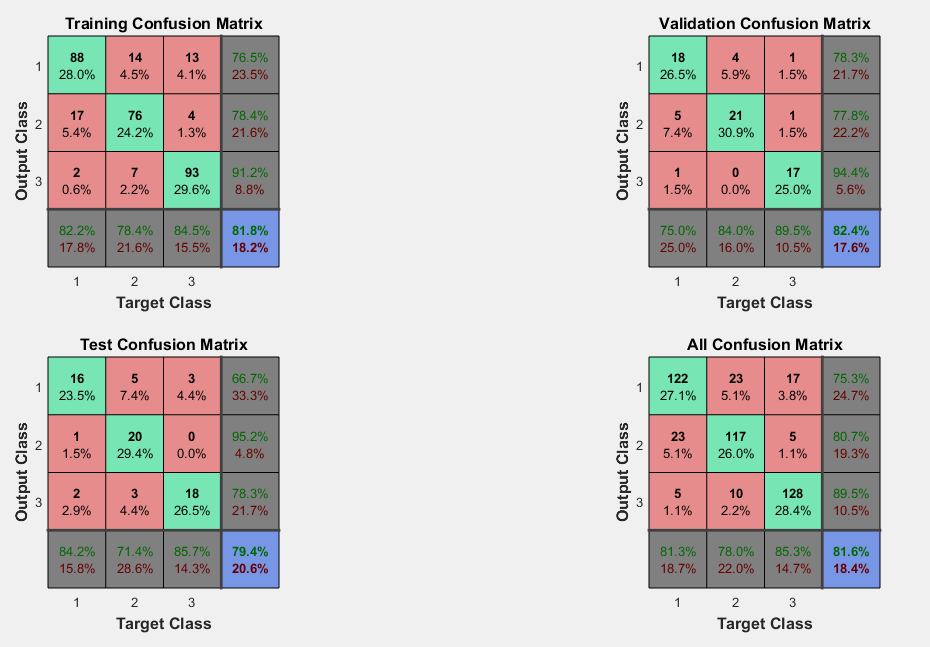 Training Confusion Matrix
Output Class
1
88 14 13 76.5%
28.0% 4.5% 4.1% 23.5%
2
17 76 4 78.4%
5.4% 24.2% 1.3% 21.6%
3
2 7 93 91.2%
0.6% 2.2% 29.6% 8.8%
82.2% 78.4% 84.5% 81.8%
17.8% 21.6% 15.5% 18.2%
1 2 3
Target Class
Validation Confusion Matrix
Output Class
1
18 4 1 78.3%
26.5% 5.9% 1.5% 21.7%
2
5 21 1 77.8%
7.4% 30.9% 1.5% 22.2%
3
1 0 17 94.4%
1.5% 0.0% 25.0% 5.6%
75.0% 84.0% 89.5% 82.4%
25.0% 16.0% 10.5% 17.6%
1 2 3
Target Class
Test Confusion Matrix
Output Class
1
16 5 3 66.7%
23.5% 7.4% 4.4% 33.3%
2
1 20 0 95.2%
1.5% 29.4% 0.0% 4.8%
3
2 3 18 78.3%
2.9% 4.4% 26.5% 21.7%
84.2% 71.4% 85.7% 79.4%
15.8% 28.6% 14.3% 20.6%
1 2 3
Target Class
All Confusion Matrix
Output Class
1
122 23 17 75.3%
27.1% 5.1% 3.8% 24.7%
2
23 117 5 80.7%
5.1% 26.0% 1.1% 19.3%
3
5 10 128 89.5%
1.1% 2.2% 28.4% 10.5%
81.3% 78.0% 85.3% 81.6%
18.7% 22.0% 14.7% 18.4%
1 2 3
Target Class